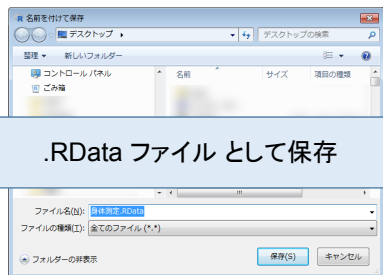 R 名前を付けて保存
デスクトップ
デスクトップの検索
整理 新しいフォルダー
コントロール パネル
ごみ箱
名前 サイズ 項目の種類
.RData ファイル として保存
ファイル名(N): 身体測定.RData
ファイルの種類(T): 全てのファイル (*.*)
フォルダーの非表示
保存(S) キャンセル